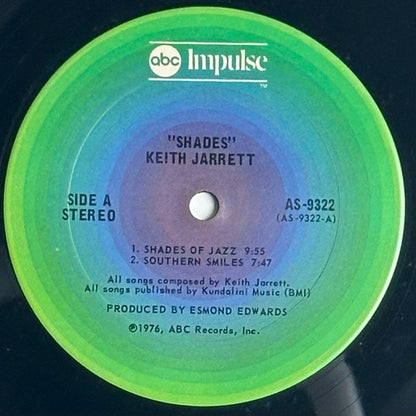 abc Impulse
TM
"SHADES"
KEITH JARRETT
SIDE A
STEREO
AS-9322
(AS-9322-A)
1. SHADES OF JAZZ 9:55
2. SOUTHERN SMILES 7:47
All songs composed by Keith Jarrett.
All songs published by Kundalini Music (BMI)
PRODUCED BY ESMOND EDWARDS
℗1976, ABC Records, Inc.